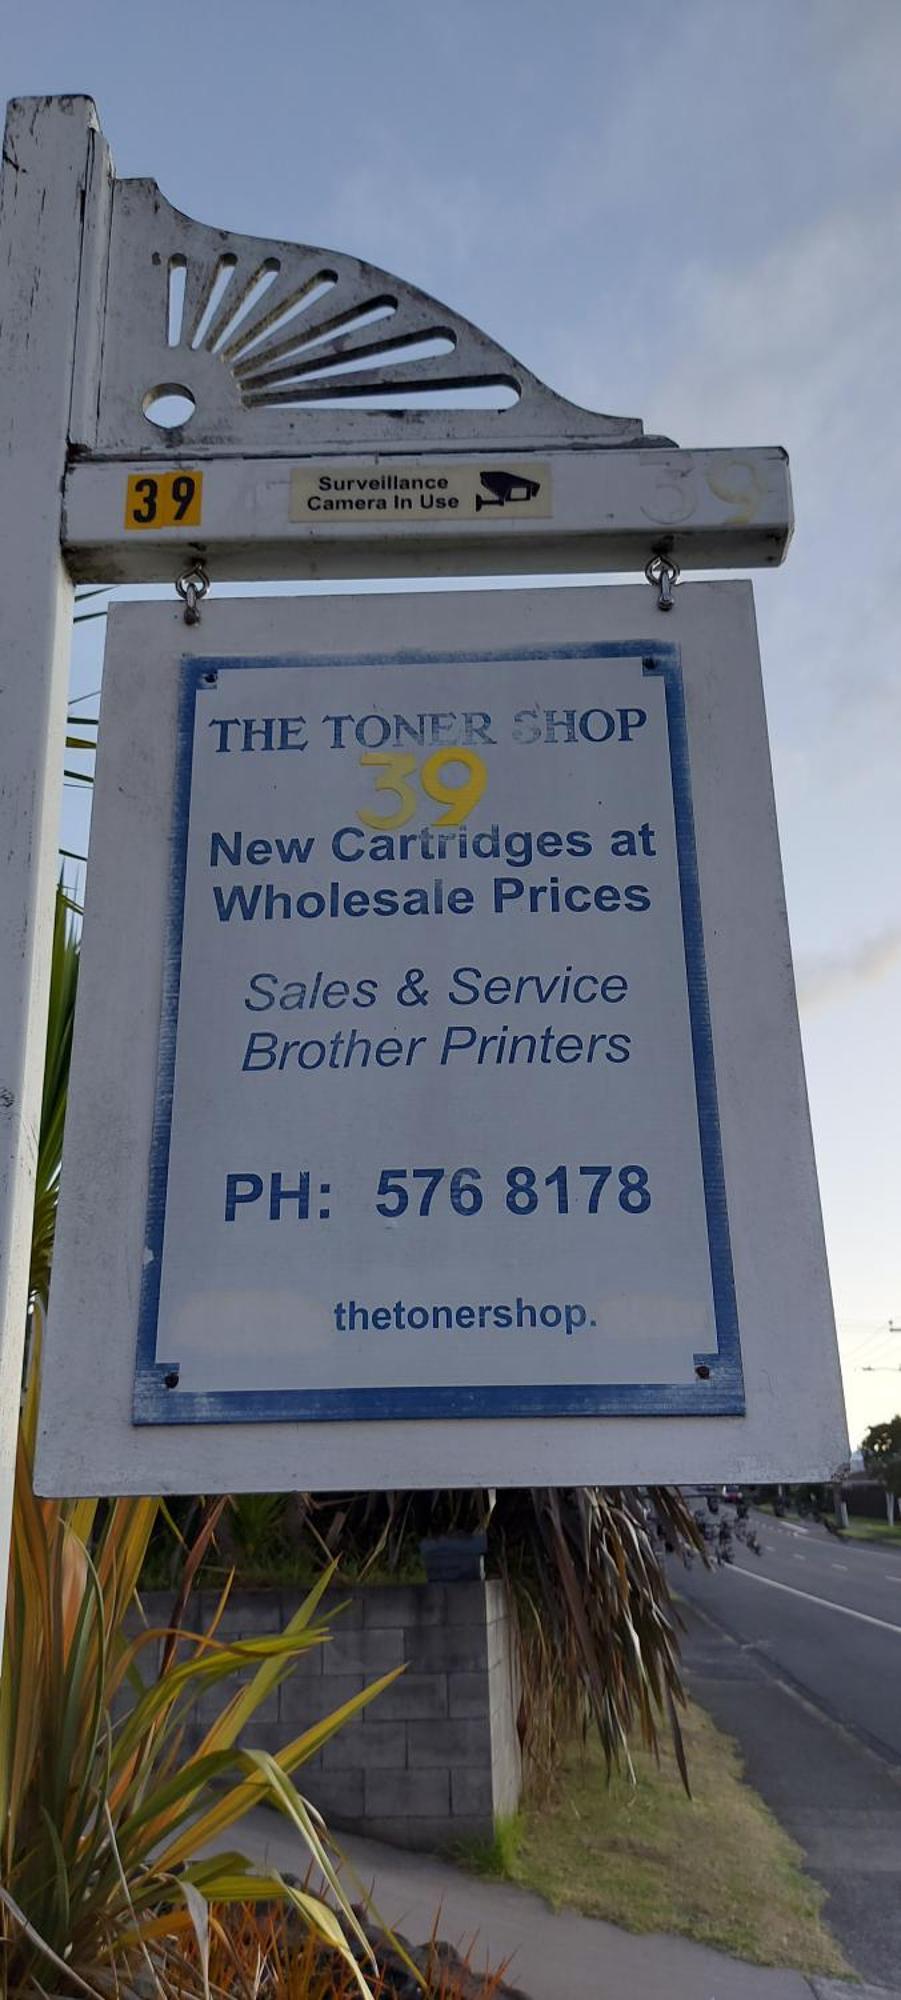 39
Surveillance
Camera In Use
39
THE TONER SHOP
39
New Cartridges at
Wholesale Prices
Sales & Service
Brother Printers
PH: 576 8178
thetonershop.